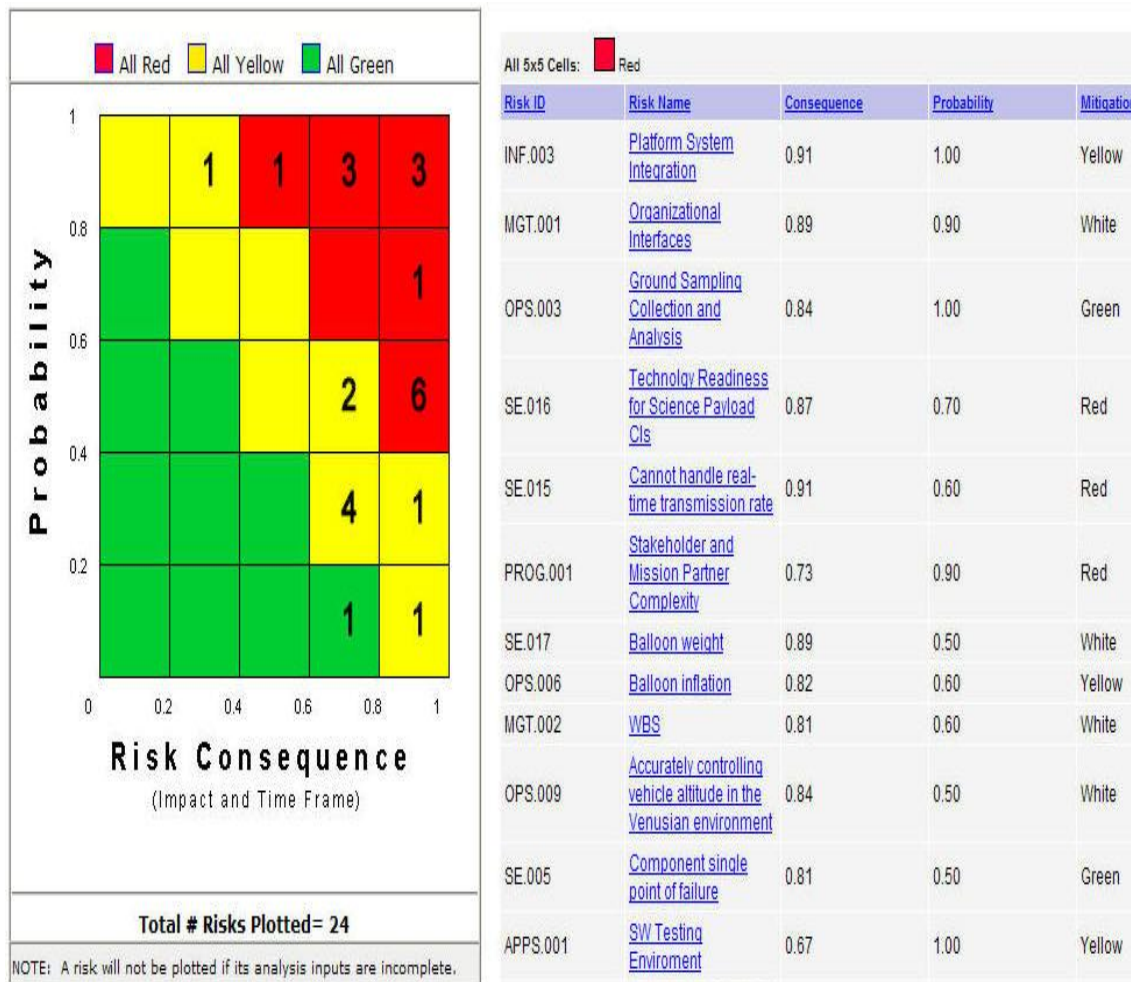 All Red All Yellow All Green
1
1 1 3 3
0.8
1
0.6
2 6
0.4
4 1
0.2
1 1
0 0.2 0.4 0.6 0.8 1
Probability
Risk Consequence
(Impact and Time Frame)
Total # Risks Plotted= 24
NOTE: A risk will not be plotted if its analysis inputs are incomplete.
All 5x5 Cells: Red
Risk ID Risk Name Consequence Probability Mitigation
INF.003 Platform System
Integration 0.91 1.00 Yellow
MGT.001 Organizational
Interfaces 0.89 0.90 White
OPS.003 Ground Sampling
Collection and
Analysis 0.84 1.00 Green
SE.016 Technolgy Readiness
for Science Payload
CIs 0.87 0.70 Red
SE.015 Cannot handle real-
time transmission rate 0.91 0.60 Red
PROG.001 Stakeholder and
Mission Partner
Complexity 0.73 0.90 Red
SE.017 Balloon weight 0.89 0.50 White
OPS.006 Balloon inflation 0.82 0.60 Yellow
MGT.002 WBS 0.81 0.60 White
OPS.009 Accurately controlling
vehicle altitude in the
Venusian environment 0.84 0.50 White
SE.005 Component single
point of failure 0.81 0.50 Green
APPS.001 SW Testing
Enviroment 0.67 1.00 Yellow